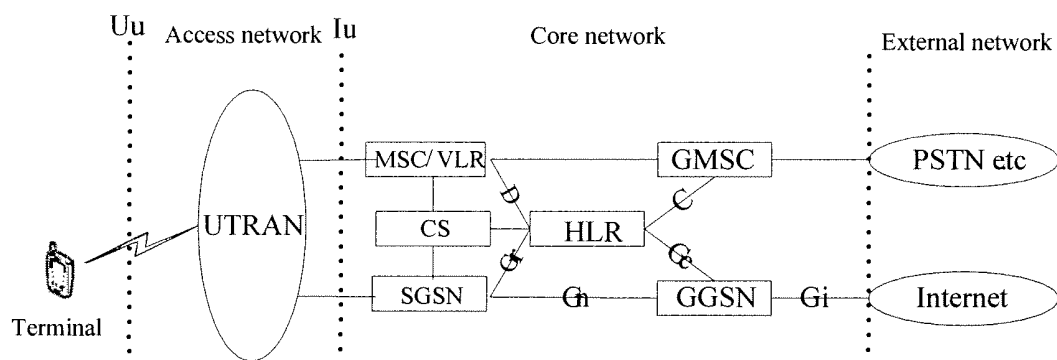 Uu
Access network
Iu
Core network
External network
MSC/VLR
GMSC
PSTN etc
D
C
UTRAN
CS
HLR
Gr
Gc
SGSN
Gn
GGSN
Gi
Internet
Terminal